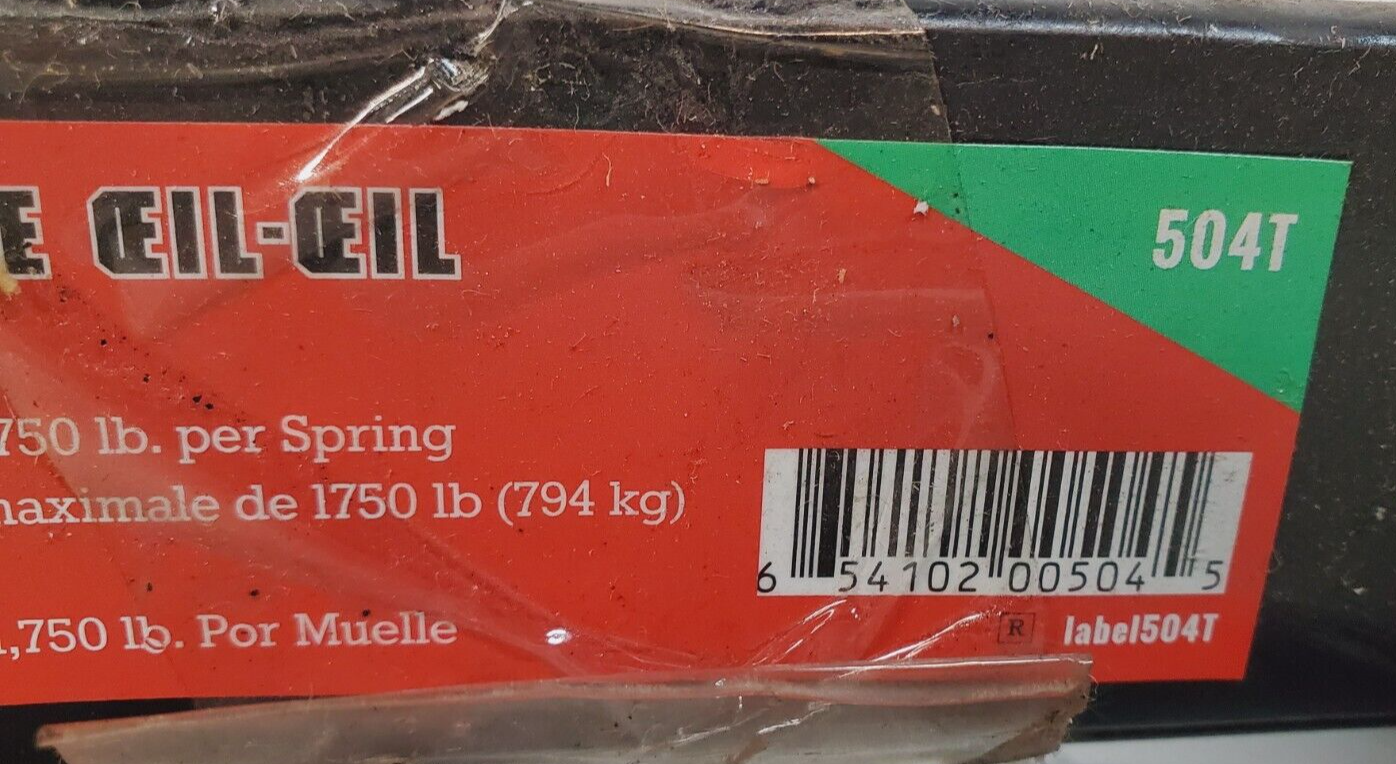 504T
E ŒIL-ŒIL
750 lb. per Spring
maximale de 1750 lb (794 kg)
6 54102 00504 5
1,750 lb. Por Muelle
R label504T